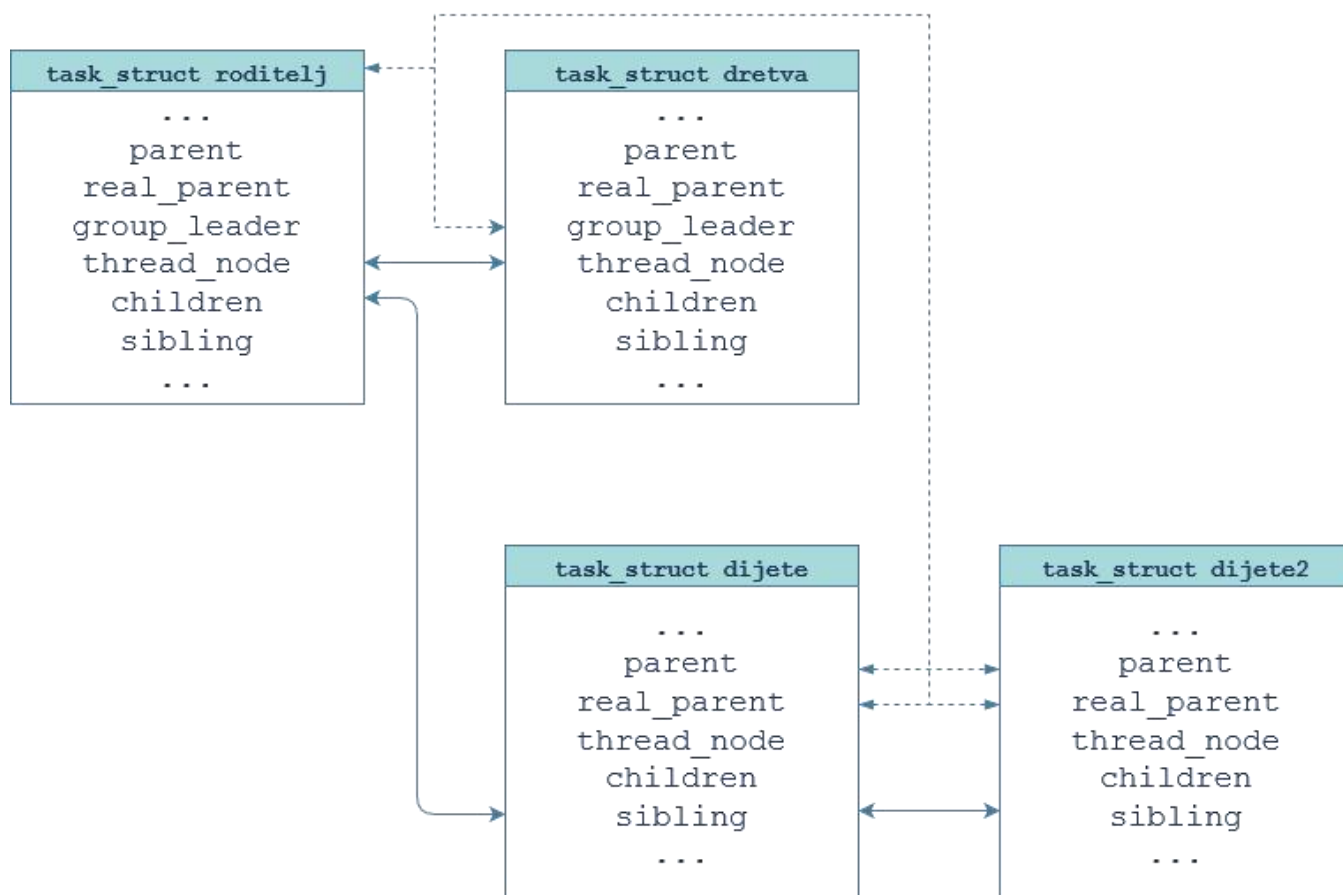 task_struct roditelj
...
parent
real_parent
group_leader
thread_node
children
sibling
...
task_struct dretva
...
parent
real_parent
group_leader
thread_node
children
sibling
...
task_struct dijete
...
parent
real_parent
thread_node
children
sibling
...
task_struct dijete2
...
parent
real_parent
thread_node
children
sibling
...